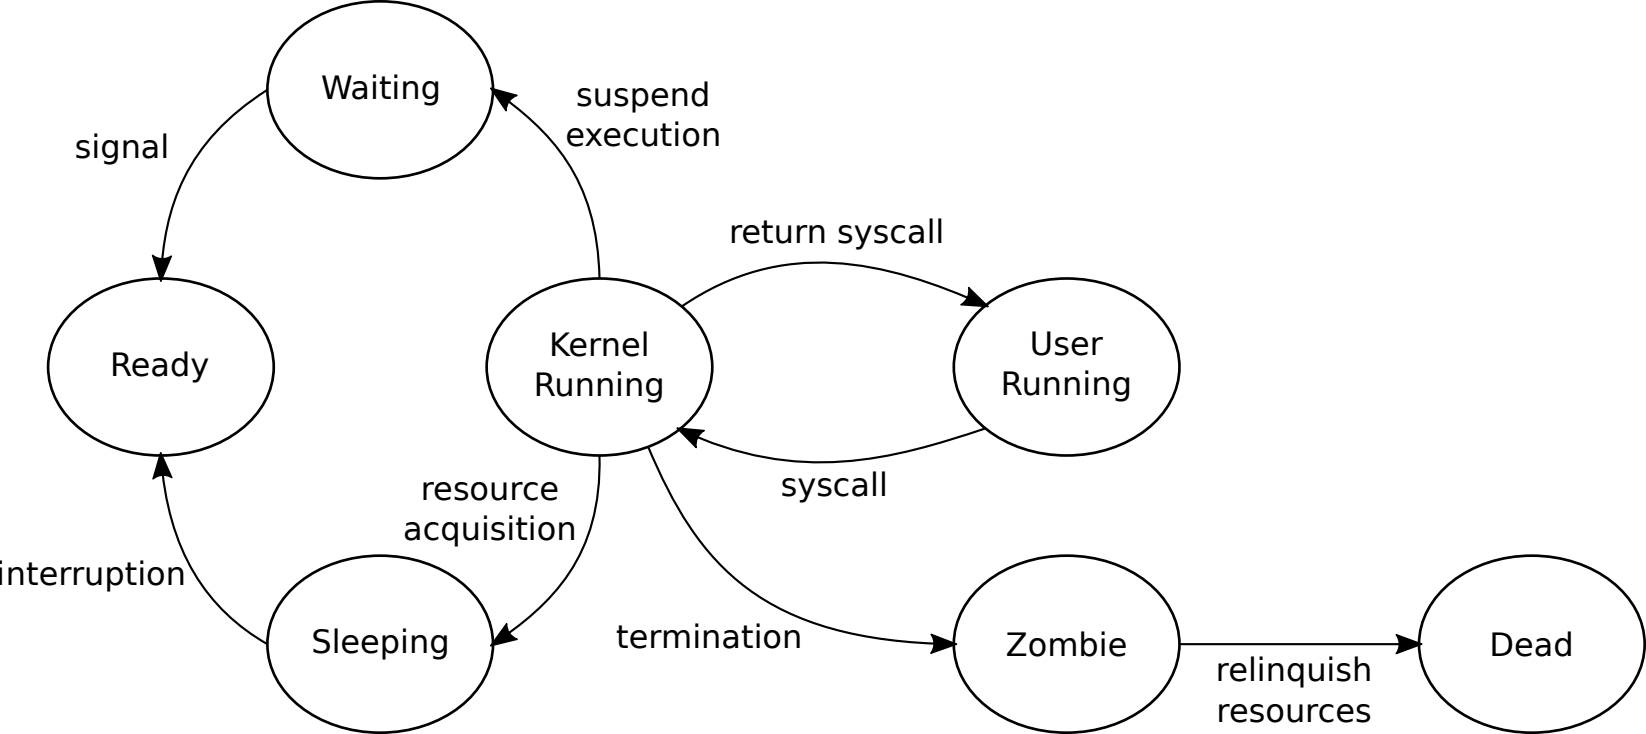 Waiting
suspend
execution
signal
return syscall
Ready
Kernel
Running
User
Running
syscall
resource
acquisition
interruption
Sleeping
termination
Zombie
relinquish
resources
Dead